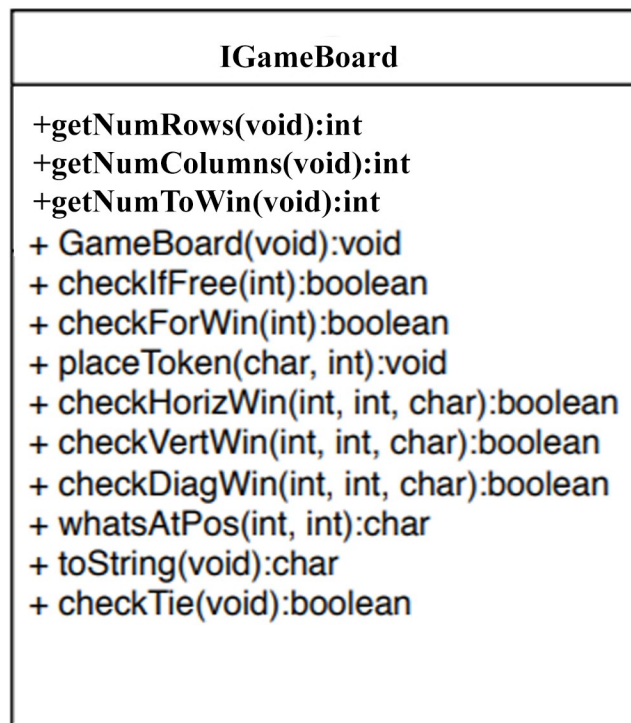 IGameBoard
+getNumRows(void):int
+getNumColumns(void):int
+getNumToWin(void):int
+ GameBoard(void):void
+ checkIfFree(int):boolean
+ checkForWin(int):boolean
+ placeToken(char, int):void
+ checkHorizWin(int, int, char):boolean
+ checkVertWin(int, int, char):boolean
+ checkDiagWin(int, int, char):boolean
+ whatsAtPos(int, int):char
+ toString(void):char
+ checkTie(void):boolean